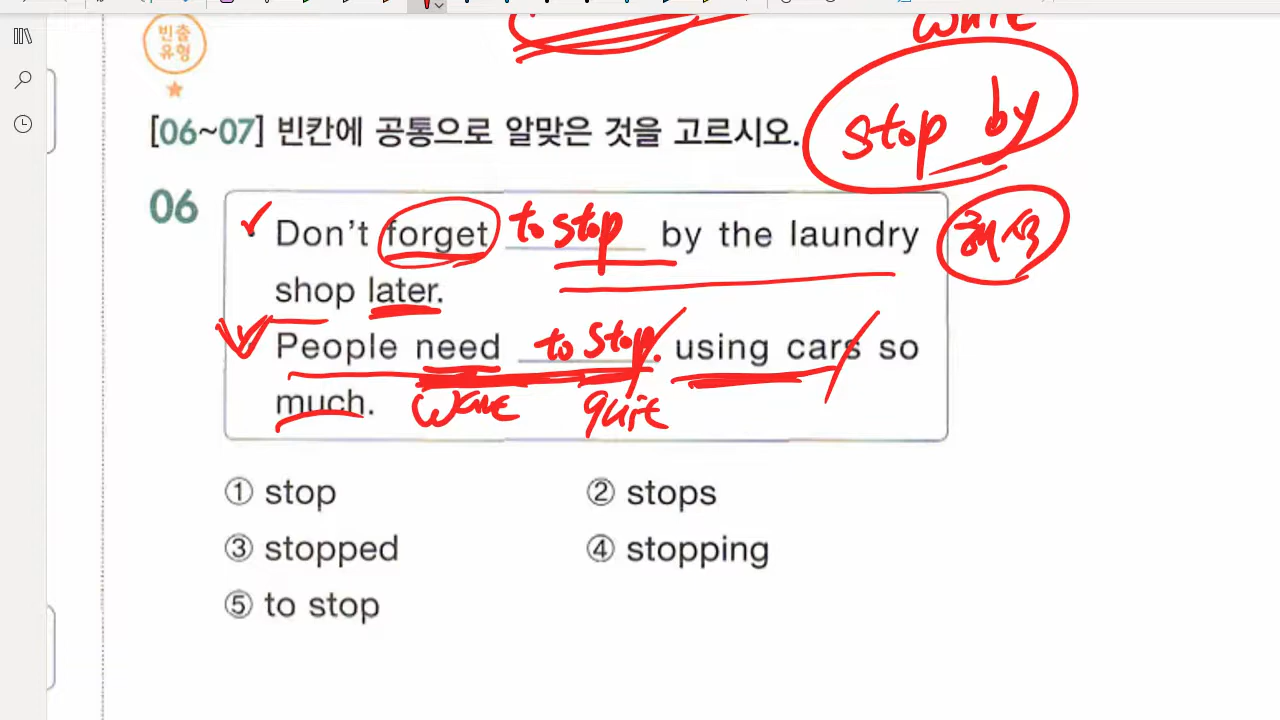 빈출
유형
stop by
[06~07] 빈칸에 공통으로 알맞은 것을 고르시오.
06
Don't forget to stop by the laundry
shop later.
People need to stop using cars so
much. want quit
① stop ② stops
③ stopped ④ stopping
⑤ to stop